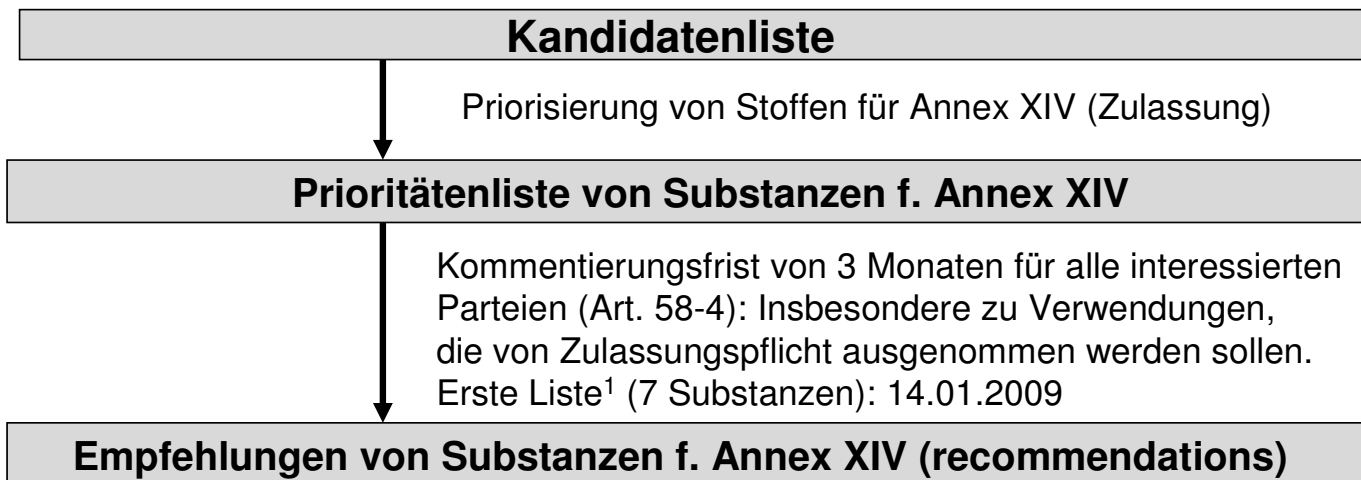 Kandidatenliste
Priorisierung von Stoffen für Annex XIV (Zulassung)
Prioritätenliste von Substanzen f. Annex XIV
Kommentierungsfrist von 3 Monaten für alle interessierten
Parteien (Art. 58-4): Insbesondere zu Verwendungen,
die von Zulassungspflicht ausgenommen werden sollen.
Erste Liste¹ (7 Substanzen): 14.01.2009
Empfehlungen von Substanzen f. Annex XIV (recommendations)